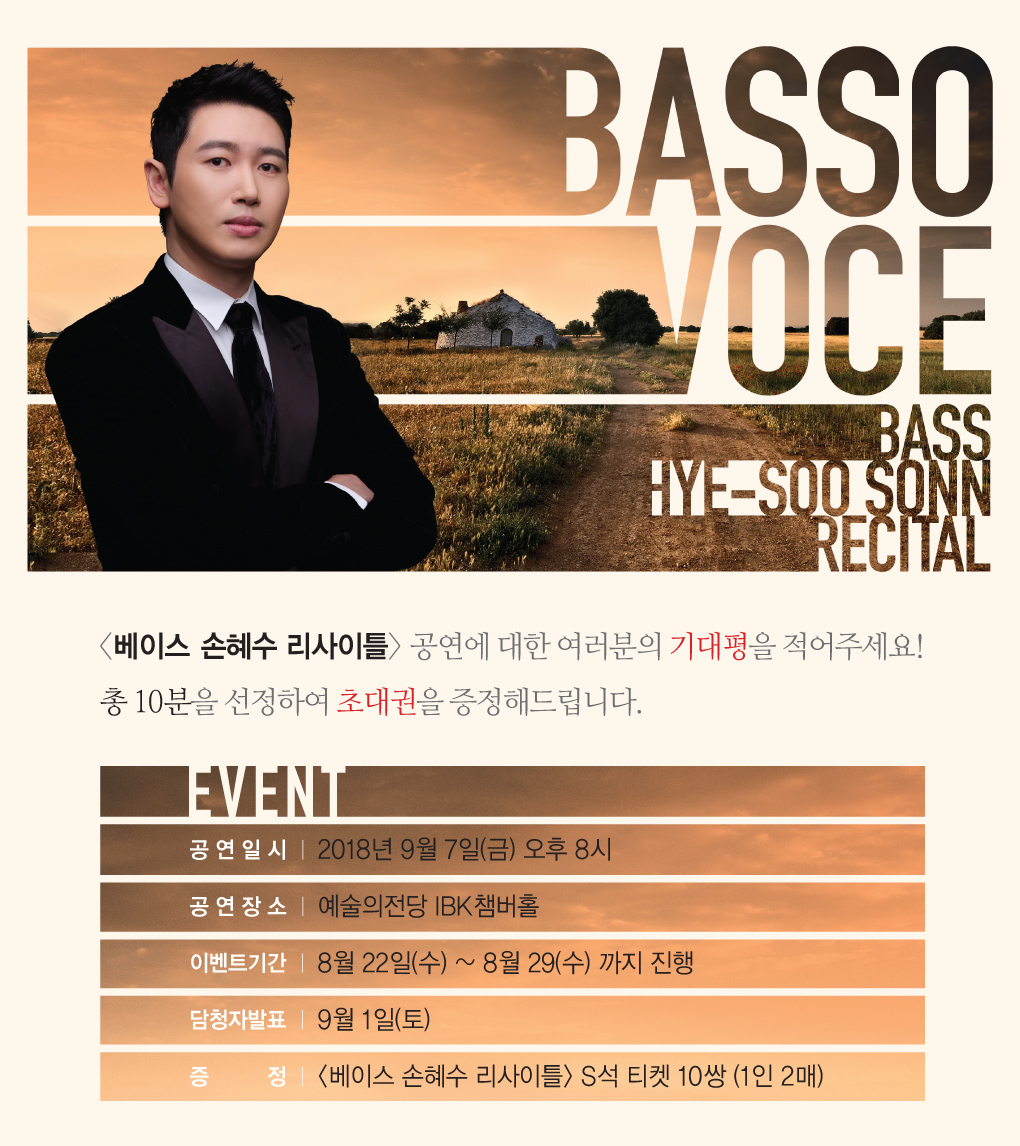 BASSO
VOCE
BASS
HYE-SOO SONN
RECITAL
〈베이스 손혜수 리사이틀〉 공연에 대한 여러분의 기대평을 적어주세요!
총 10분을 선정하여 초대권을 증정해드립니다.
EVENT
공 연 일 시 | 2018년 9월 7일(금) 오후 8시
공 연 장 소 | 예술의전당 IBK챔버홀
이벤트기간 | 8월 22일(수) ~ 8월 29(수) 까지 진행
담청자발표 | 9월 1일(토)
증 정 | 〈베이스 손혜수 리사이틀〉 S석 티켓 10쌍 (1인 2매)